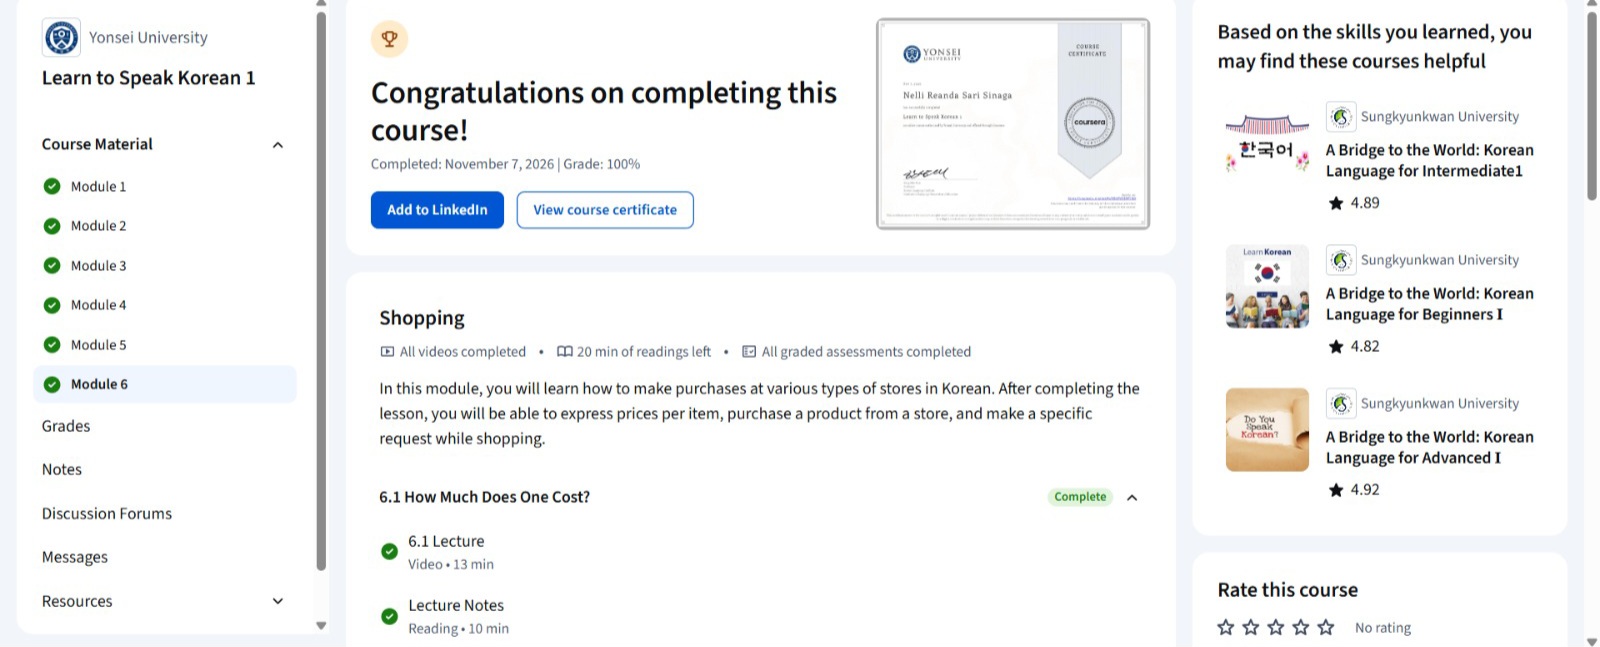 Yonsei University
Learn to Speak Korean 1
Course Material
Module 1
Module 2
Module 3
Module 4
Module 5
Module 6
Grades
Notes
Discussion Forums
Messages
Resources
Congratulations on completing this
course!
Completed: November 7, 2026 | Grade: 100%
Add to LinkedIn
View course certificate
YONSEI
UNIVERSITY
Nelli Reanda Sari Sinaga
Learn to Speak Korean 1
COURSE
CERTIFICATE
coursera
Shopping
All videos completed • 20 min of readings left • All graded assessments completed
In this module, you will learn how to make purchases at various types of stores in Korean. After completing the
lesson, you will be able to express prices per item, purchase a product from a store, and make a specific
request while shopping.
6.1 How Much Does One Cost?
Complete
6.1 Lecture
Video • 13 min
Lecture Notes
Reading • 10 min
Based on the skills you learned, you
may find these courses helpful
한국어
Sungkyunkwan University
A Bridge to the World: Korean
Language for Intermediate1
4.89
Learn Korean
Sungkyunkwan University
A Bridge to the World: Korean
Language for Beginners I
4.82
Do You
Speak
Korean?
Sungkyunkwan University
A Bridge to the World: Korean
Language for Advanced I
4.92
Rate this course
No rating